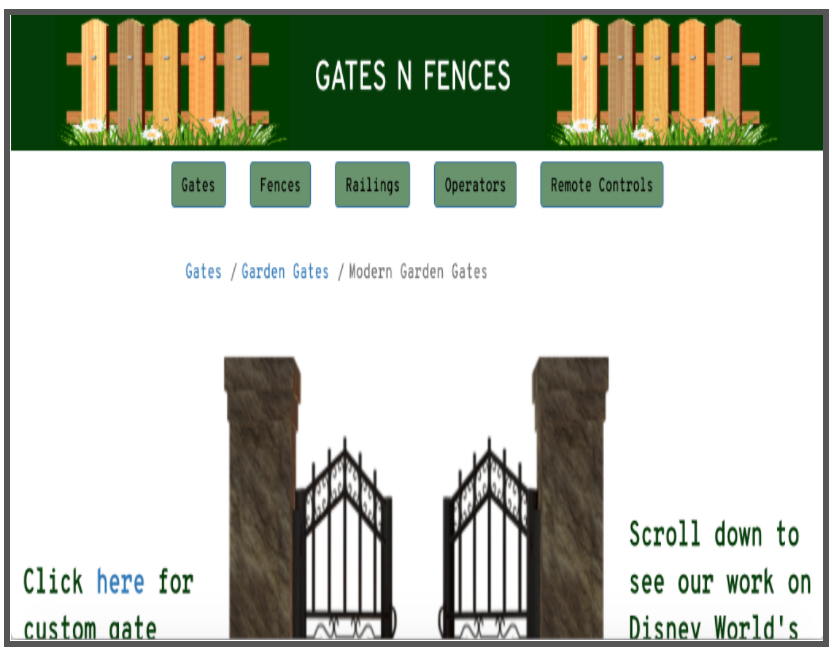 GATES N FENCES
Gates Fences Railings Operators Remote Controls
Gates / Garden Gates / Modern Garden Gates
Click here for
custom gate
Scroll down to
see our work on
Disney World's